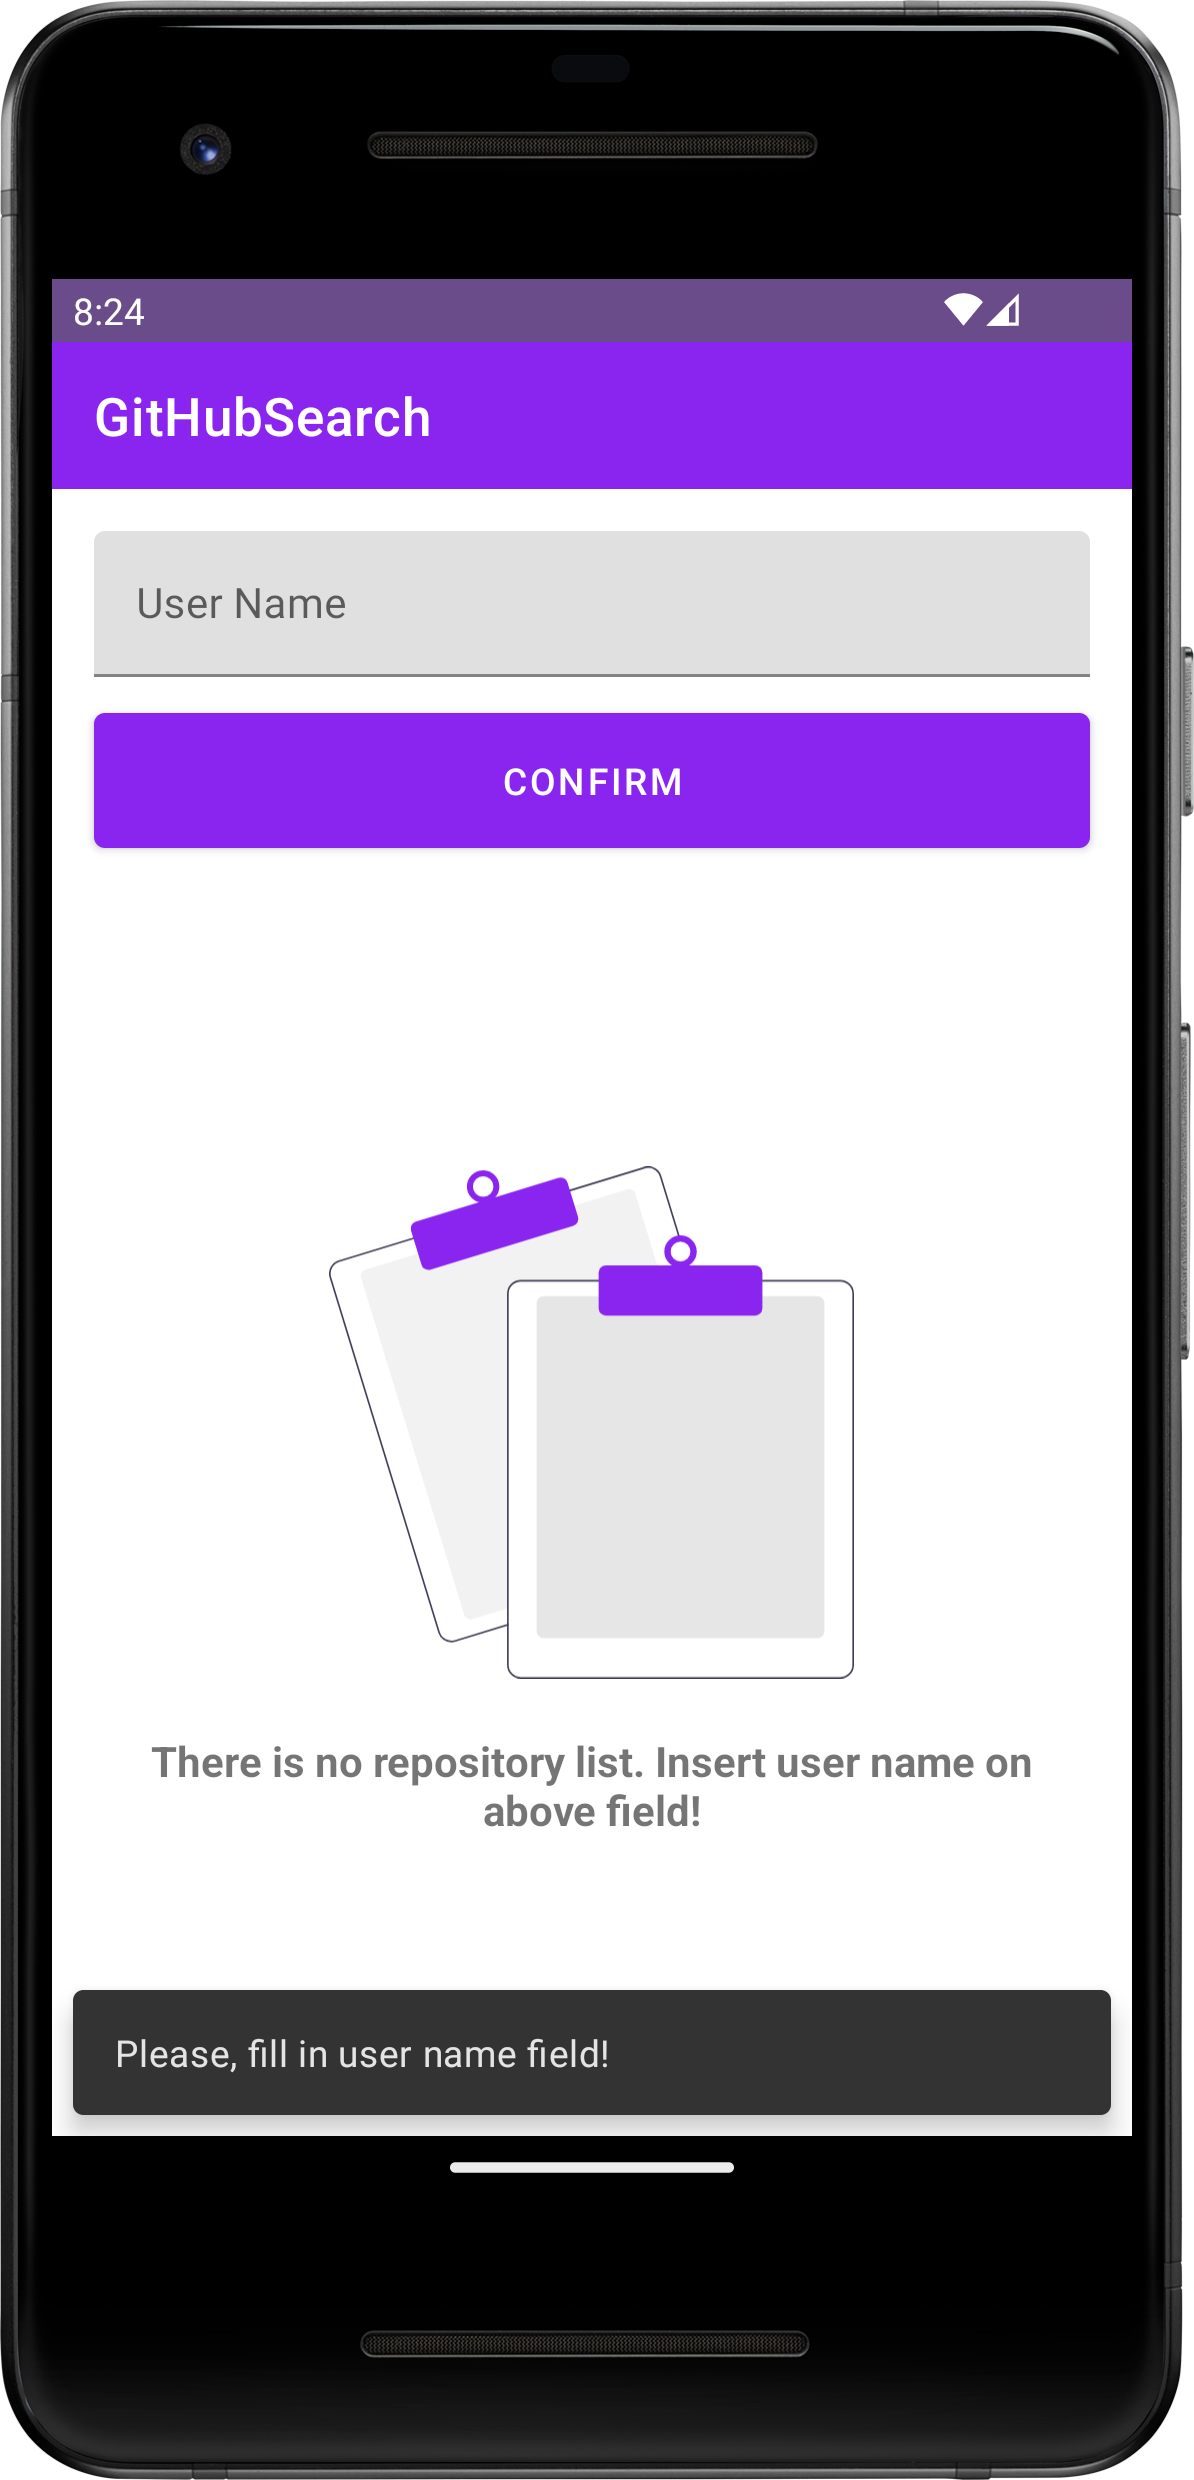 8:24
GitHubSearch
User Name
CONFIRM
There is no repository list. Insert user name on
above field!
Please, fill in user name field!